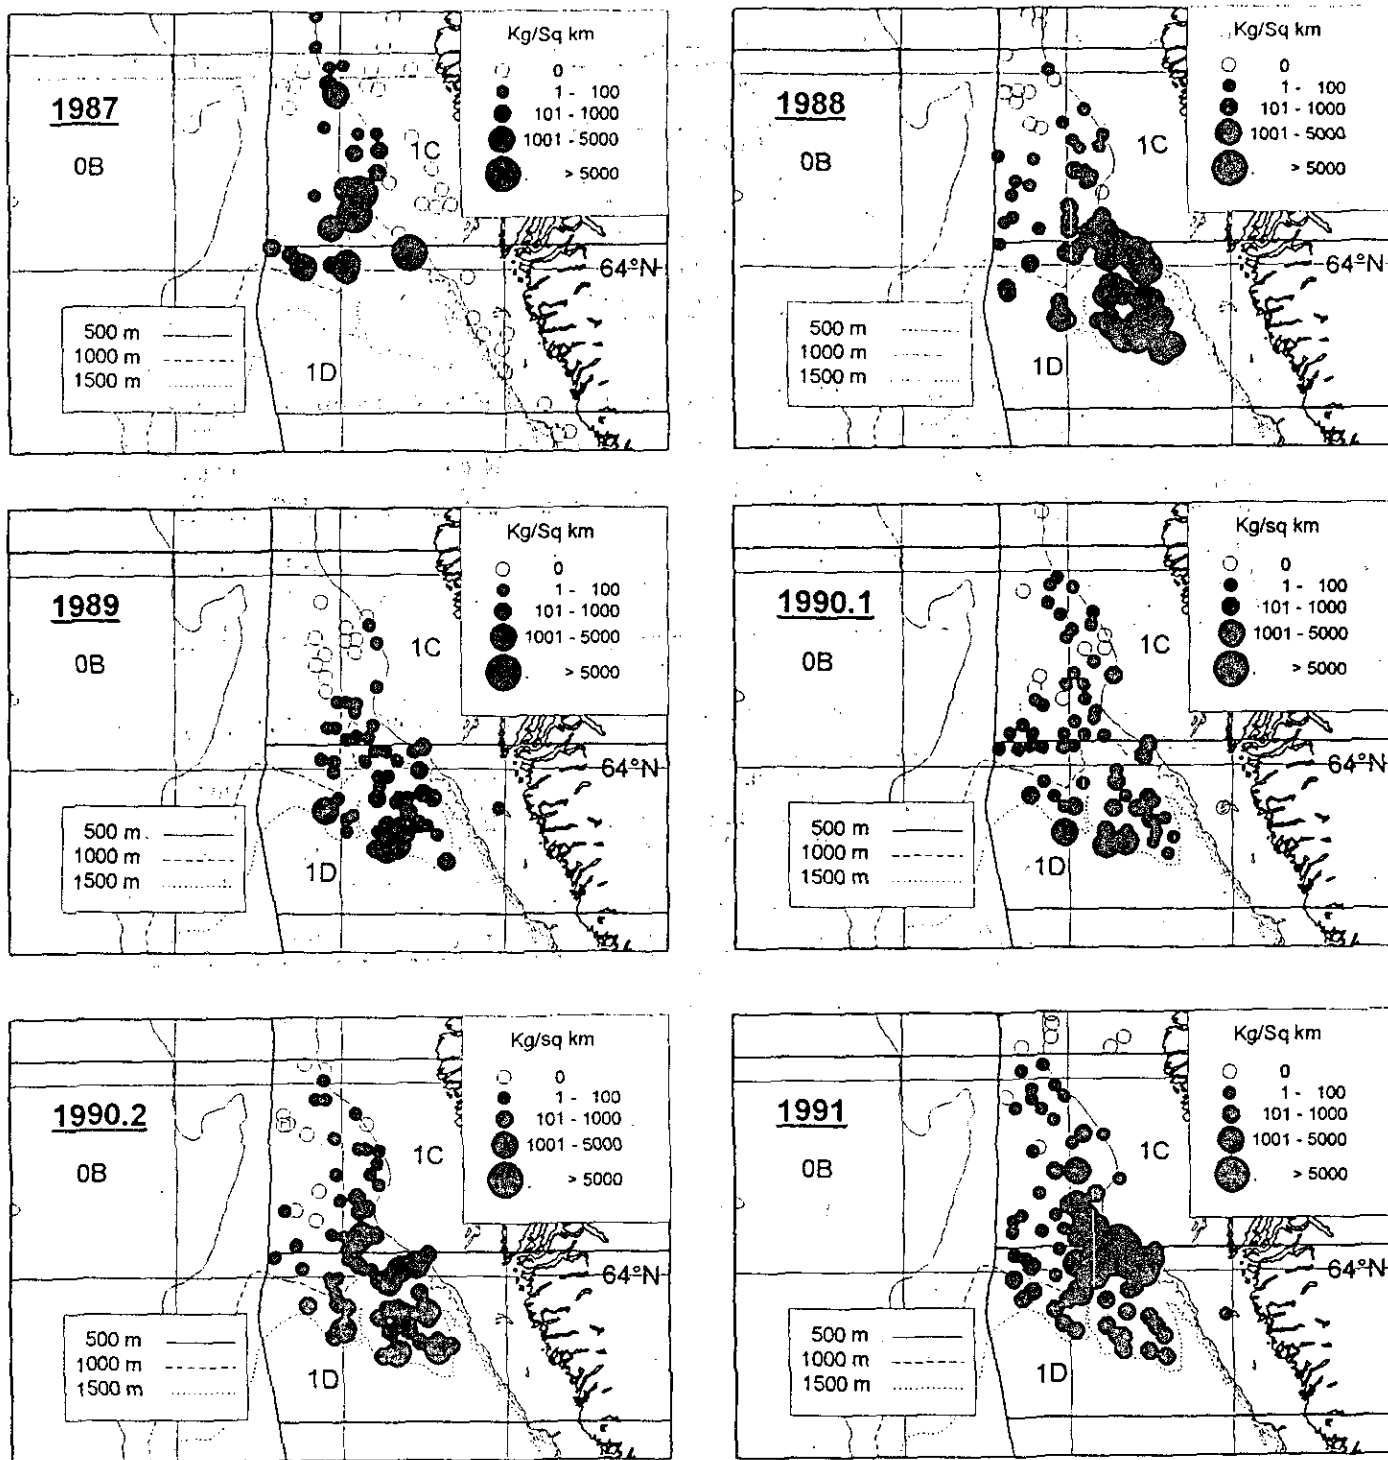 Kg/Sq km
0
1 - 100
101 - 1000
1001 - 5000
> 5000
1987
0B
1C
64°N
500 m
1000 m
1500 m
1D
Kg/Sq km
0
1 - 100
101 - 1000
1001 - 5000
> 5000
1988
0B
1C
64°N
500 m
1000 m
1500 m
1D
Kg/Sq km
0
1 - 100
101 - 1000
1001 - 5000
> 5000
1989
0B
1C
64°N
500 m
1000 m
1500 m
1D
Kg/sq km
0
1 - 100
101 - 1000
1001 - 5000
> 5000
1990.1
0B
1C
64°N
500 m
1000 m
1500 m
1D
Kg/Sq km
0
1 - 100
101 - 1000
1001 - 5000
> 5000
1990.2
0B
1C
64°N
500 m
1000 m
1500 m
1D
Kg/Sq km
0
1 - 100
101 - 1000
1001 - 5000
> 5000
1991
0B
1C
64°N
500 m
1000 m
1500 m
1D